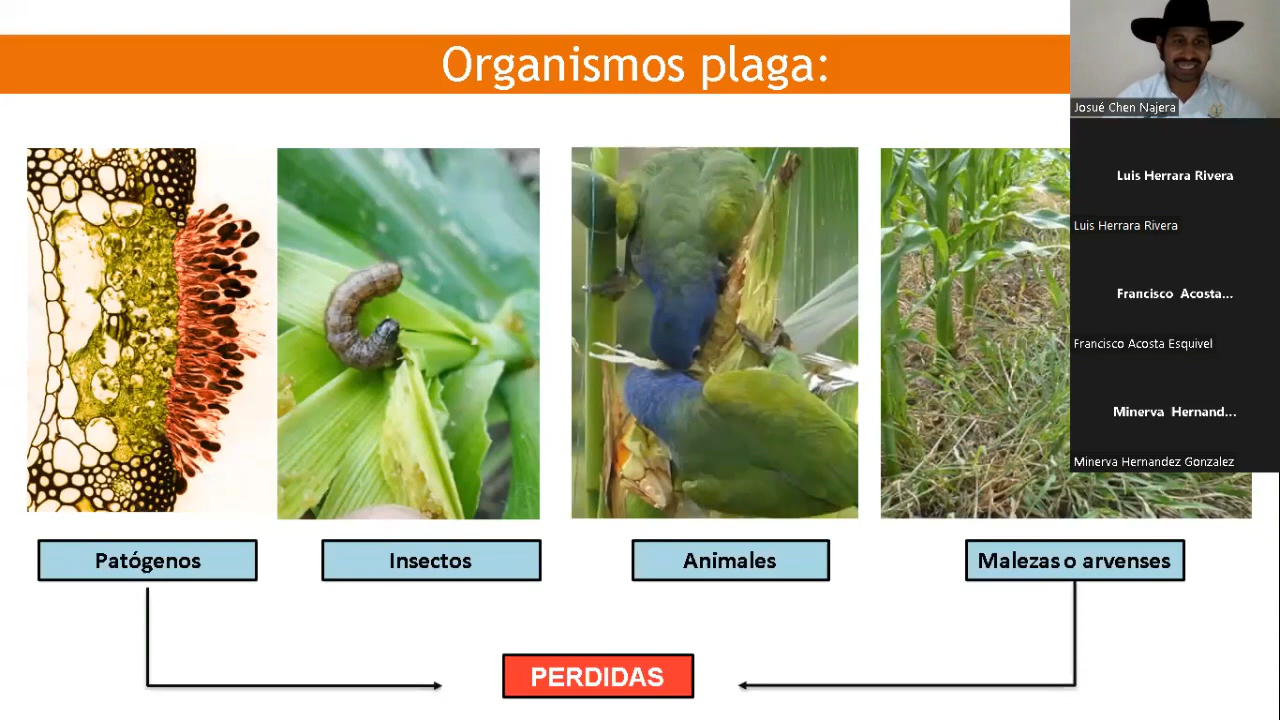 Organismos plaga:
Josué Chen Najera
Luis Herrara Rivera
Luis Herrara Rivera
Francisco Acosta...
Francisco Acosta Esquivel
Minerva Hernand...
Minerva Hernandez Gonzalez
Patógenos
Insectos
Animales
Malezas o arvenses
PERDIDAS